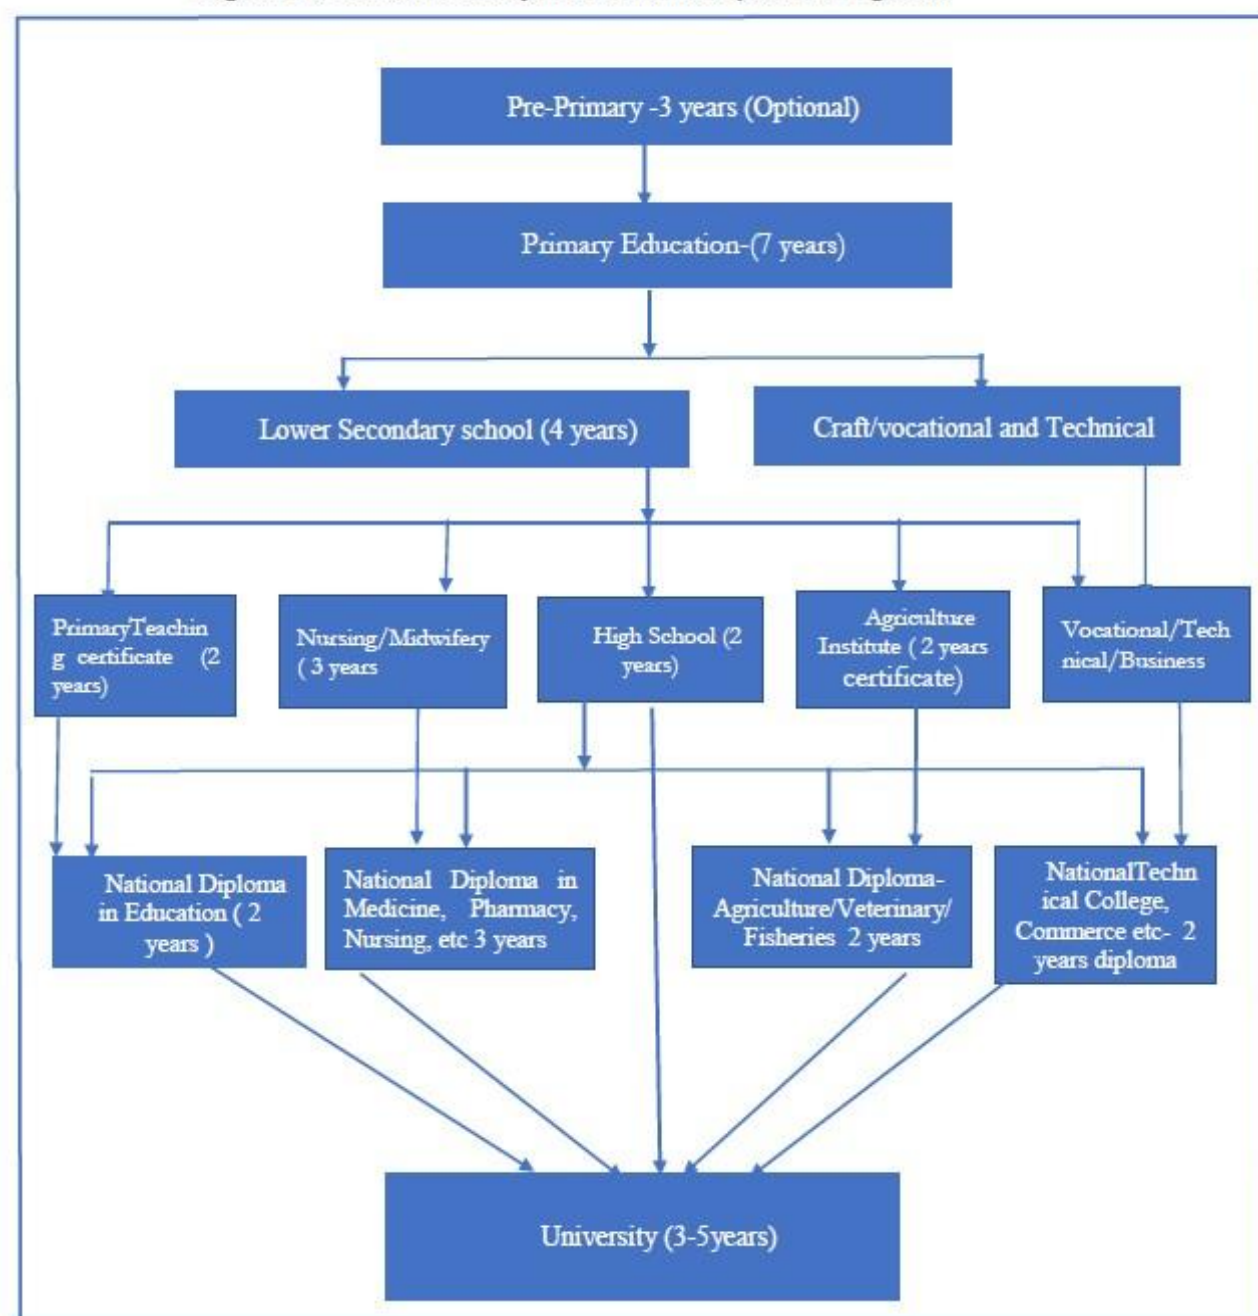 Pre-Primary -3 years (Optional)
Primary Education-(7 years)
Lower Secondary school (4 years)
Craft/vocational and Technical
PrimaryTeachin
g certificate (2
years)
Nursing/Midwifery
( 3 years
High School (2
years)
Agriculture
Institute ( 2 years
certificate)
Vocational/Tech
nical/Business
National Diploma
in Education ( 2
years )
National Diploma in
Medicine, Pharmacy,
Nursing, etc 3 years
National Diploma-
Agriculture/Veterinary/
Fisheries 2 years
NationalTechn
ical College,
Commerce etc- 2
years diploma
University (3-5years)